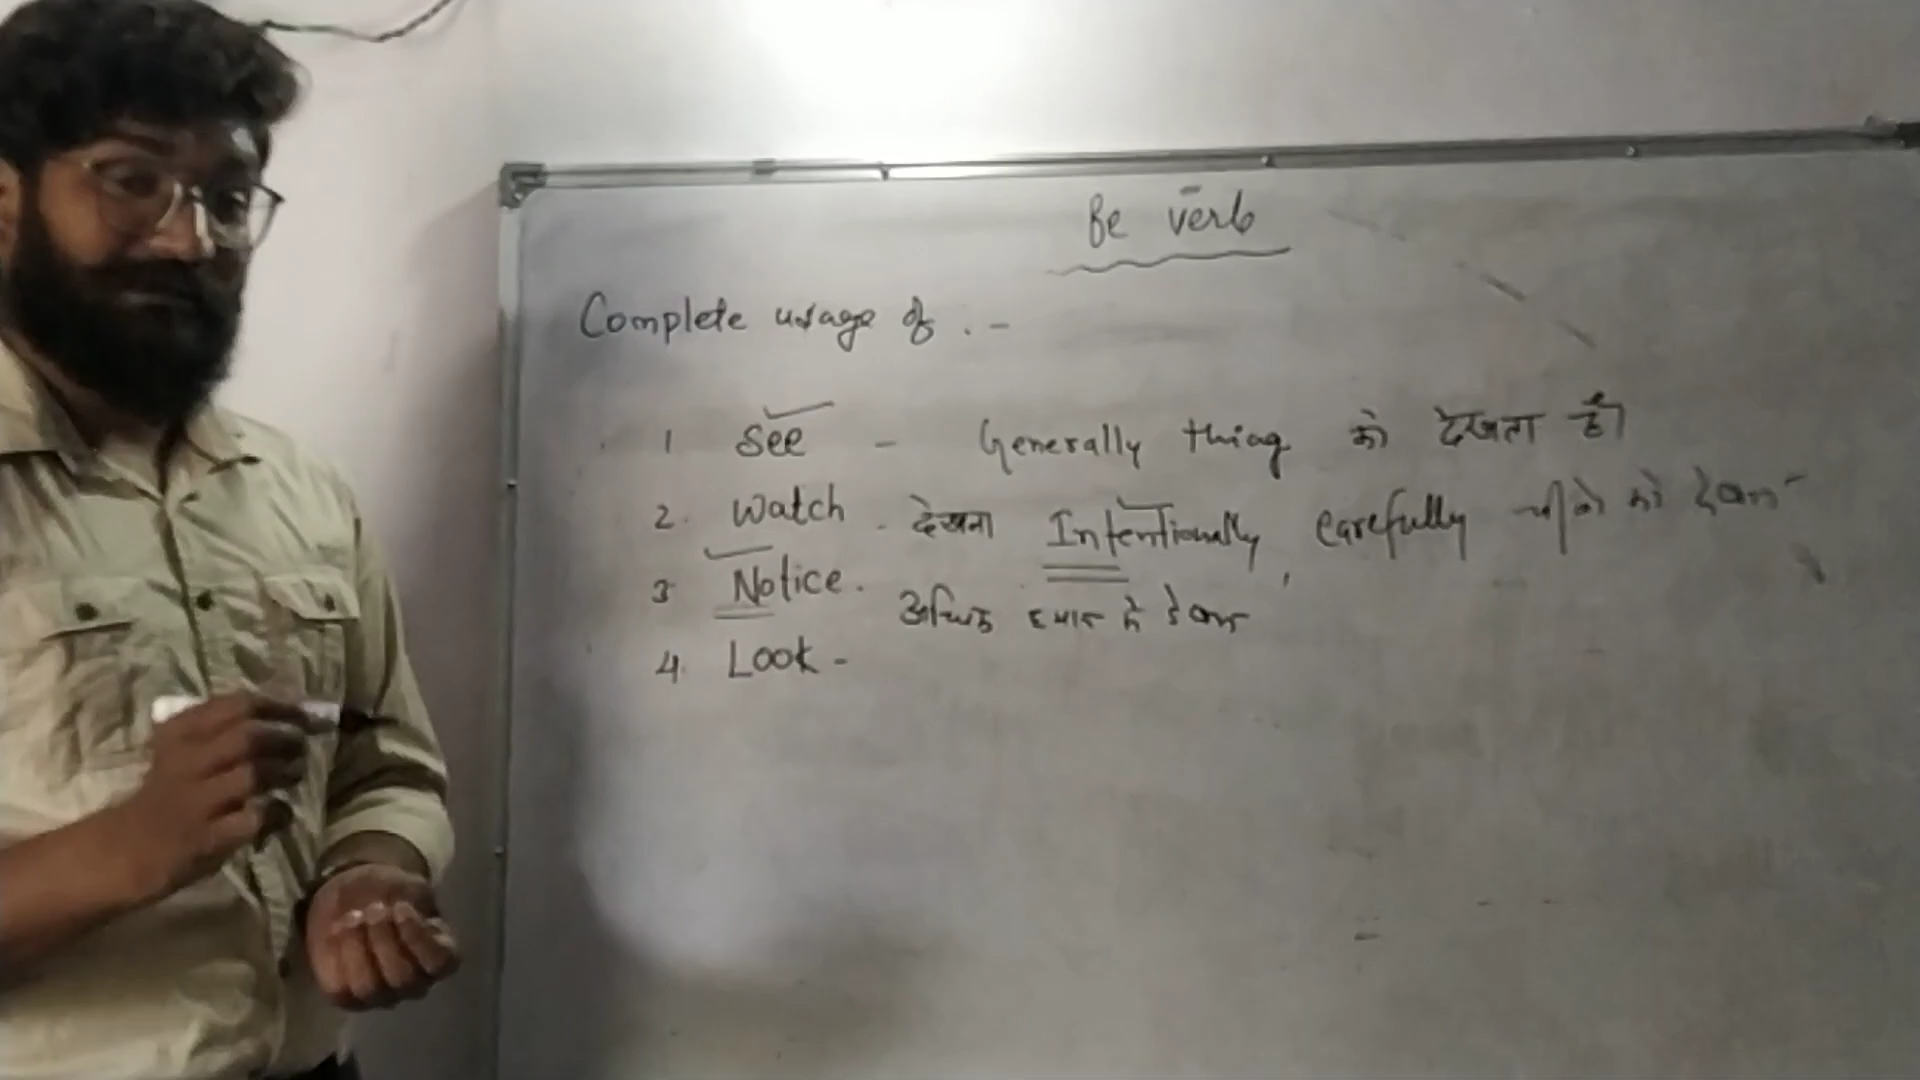 Be verb
Complete usage of . -
1 See - Generally thing को देखता है।
2. Watch . देखना Intentionally, Carefully को देखना
3 Notice. अधिक ध्यान से देखना
4. Look -